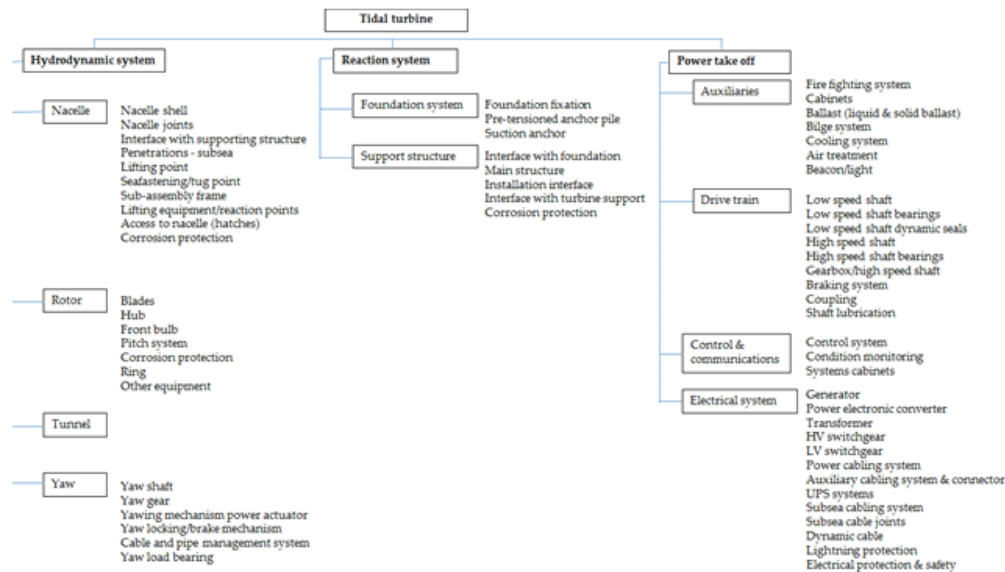 Tidal turbine
Hydrodynamic system
Nacelle
Nacelle shell
Nacelle joints
Interface with supporting structure
Penetrations - subsea
Lifting point
Seafastening/tug point
Sub-assembly frame
Lifting equipment/reaction points
Access to nacelle (hatches)
Corrosion protection
Rotor
Blades
Hub
Front bulb
Pitch system
Corrosion protection
Ring
Other equipment
Tunnel
Yaw
Yaw shaft
Yaw gear
Yawing mechanism power actuator
Yaw locking/brake mechanism
Cable and pipe management system
Yaw load bearing
Reaction system
Foundation system
Foundation fixation
Pre-tensioned anchor pile
Suction anchor
Support structure
Interface with foundation
Main structure
Installation interface
Interface with turbine support
Corrosion protection
Power take off
Auxiliaries
Fire fighting system
Cabinets
Ballast (liquid & solid ballast)
Bilge system
Cooling system
Air treatment
Beacon/light
Drive train
Low speed shaft
Low speed shaft bearings
Low speed shaft dynamic seals
High speed shaft
High speed shaft bearings
Gearbox/high speed shaft
Braking system
Coupling
Shaft lubrication
Control &
communications
Control system
Condition monitoring
Systems cabinets
Electrical system
Generator
Power electronic converter
Transformer
HV switchgear
LV switchgear
Power cabling system
Auxiliary cabling system & connector
UPS systems
Subsea cabling system
Subsea cable joints
Dynamic cable
Lightning protection
Electrical protection & safety